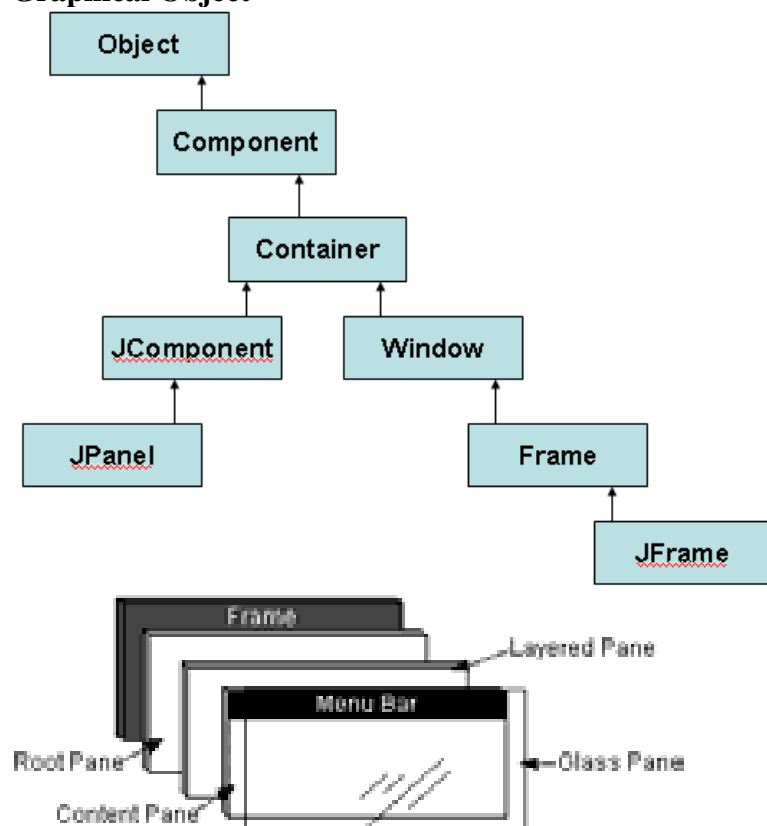 Graphical Object
Object
Component
Container
JComponent
Window
JPanel
Frame
JFrame
Frame
Layered Pane
Menu Bar
Root Pane
Glass Pane
Content Pane